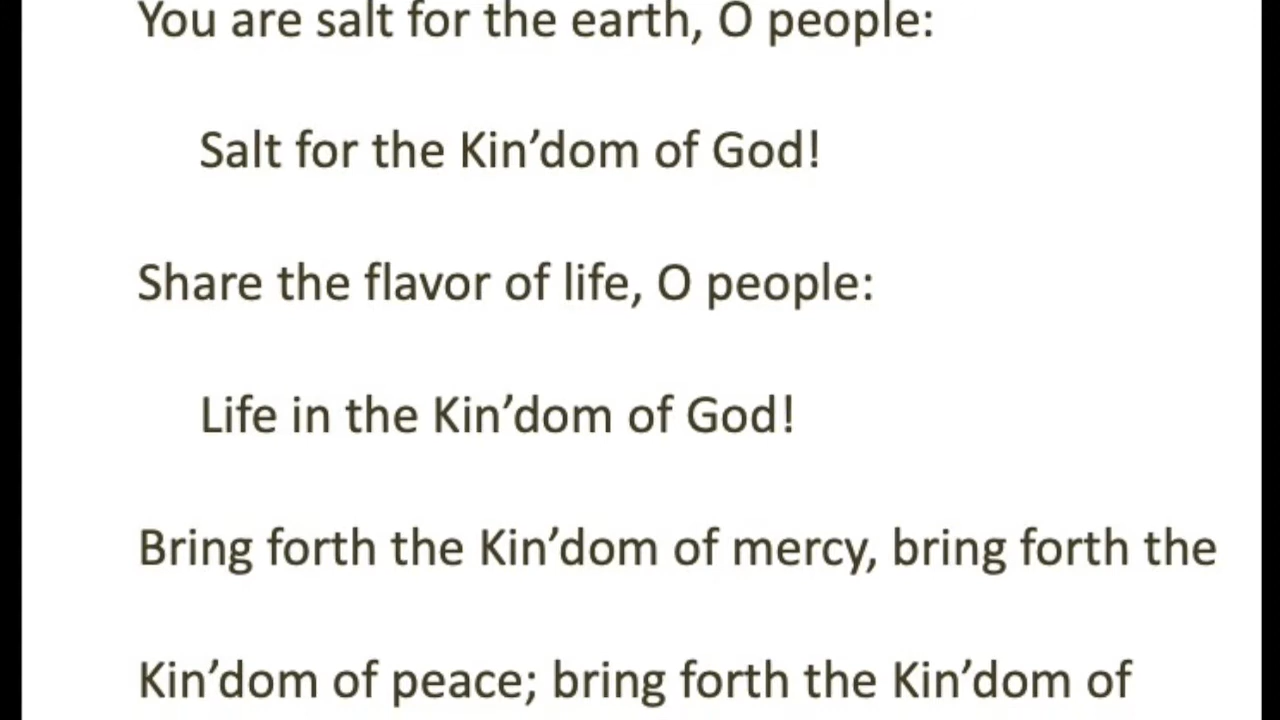 You are salt for the earth, O people:
Salt for the Kin’dom of God!
Share the flavor of life, O people:
Life in the Kin’dom of God!
Bring forth the Kin’dom of mercy, bring forth the
Kin’dom of peace; bring forth the Kin’dom of